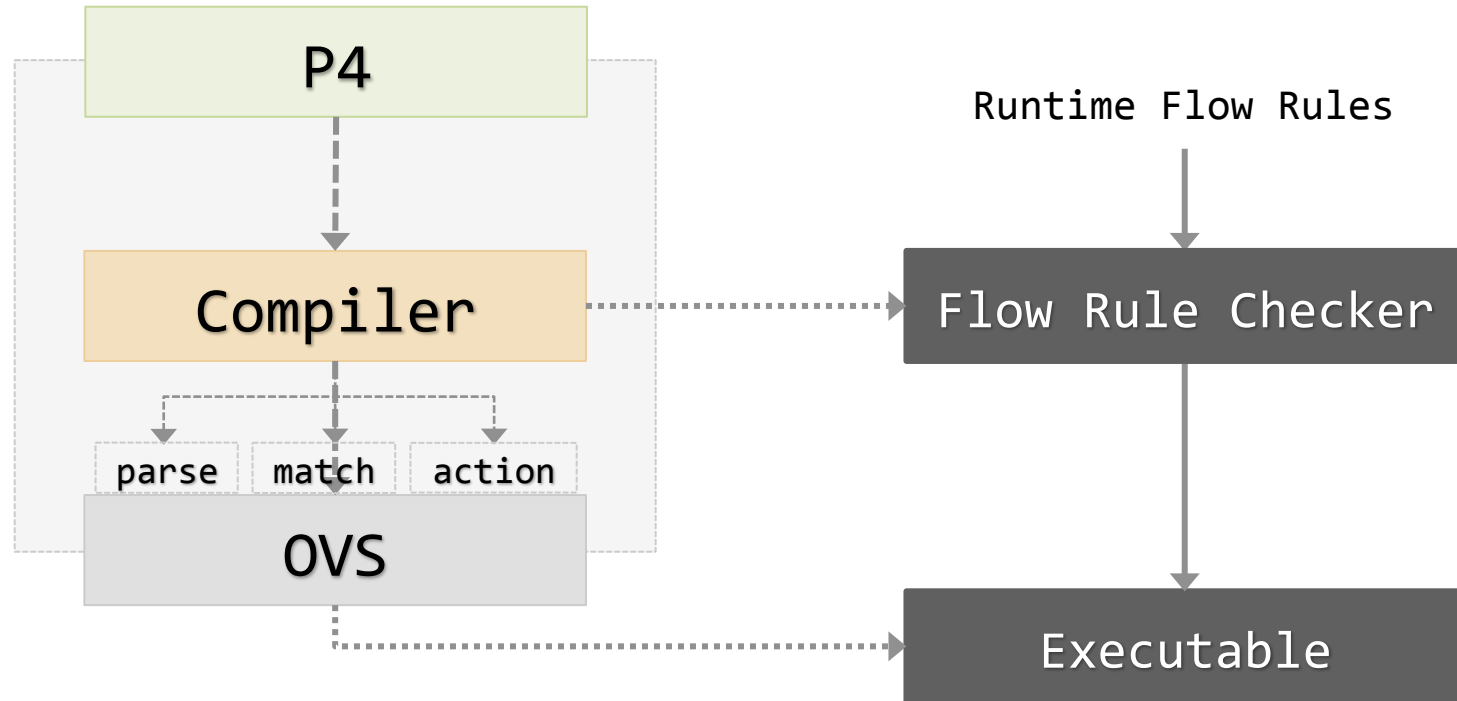 P4
Runtime Flow Rules
Compiler
Flow Rule Checker
parse
match
action
OVS
Executable